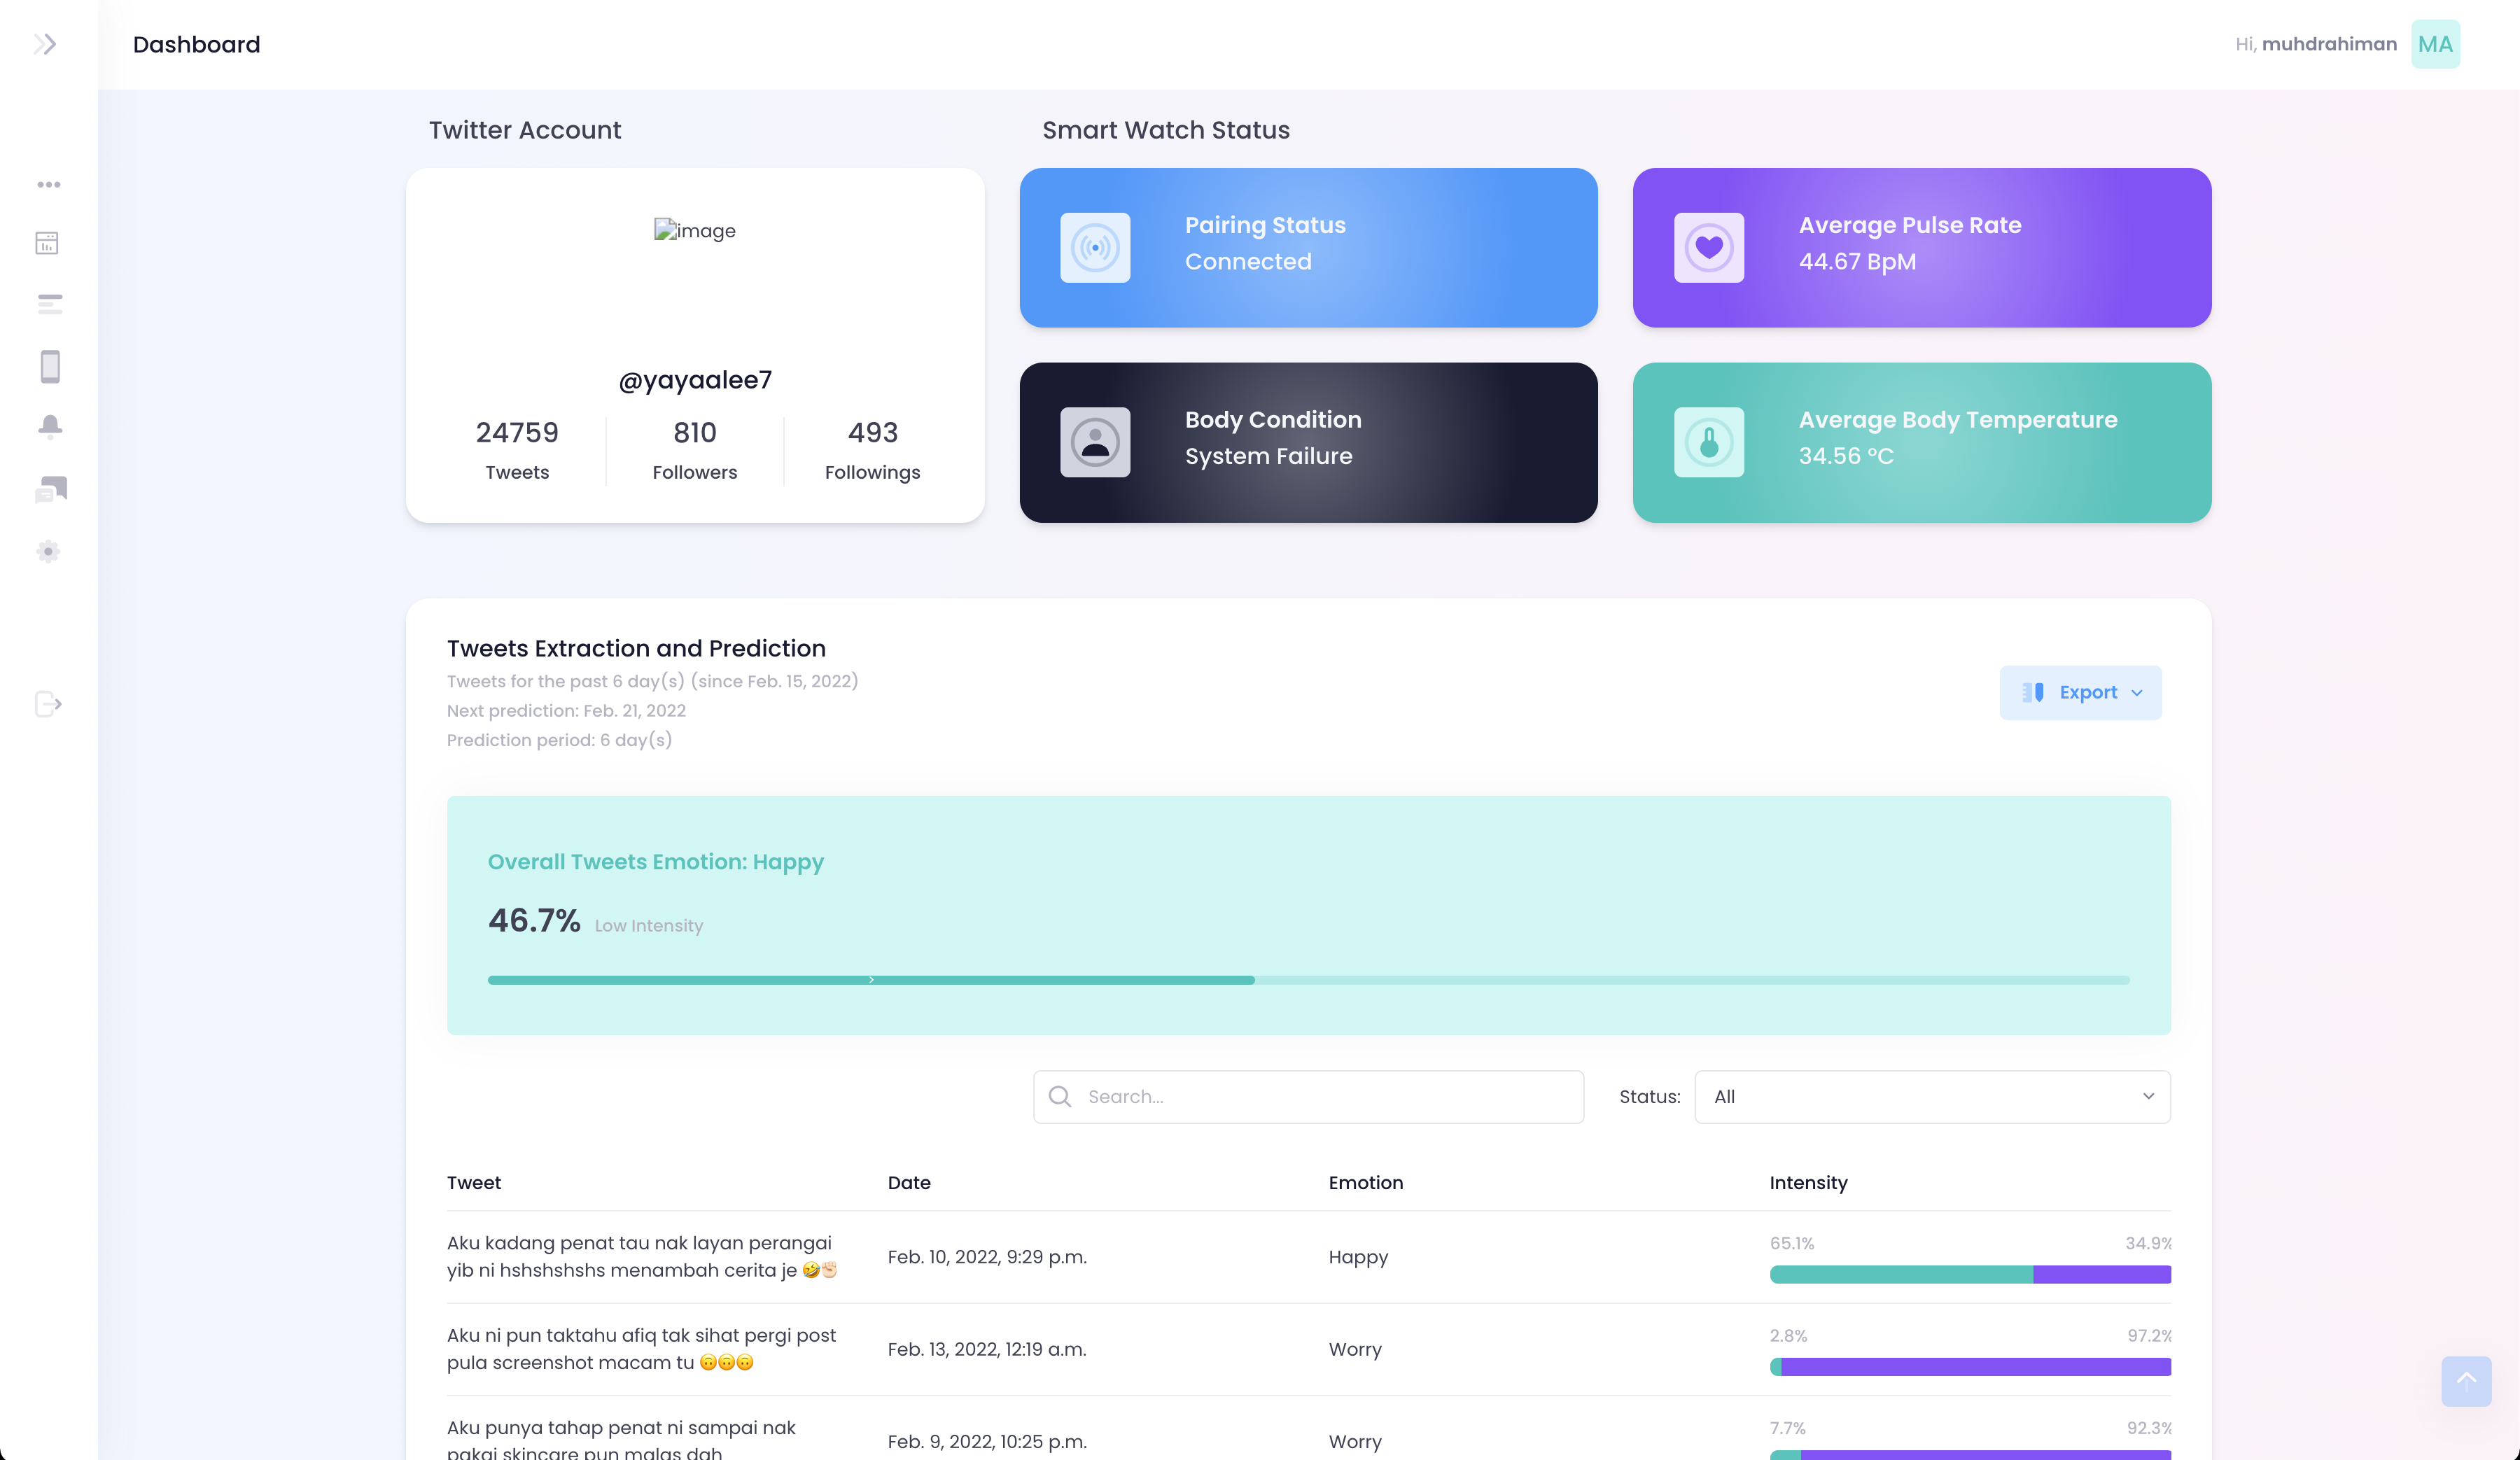 Dashboard
Hi, muhdrahiman MA
Twitter Account
Smart Watch Status
image
@yayaalee7
24759
Tweets
810
Followers
493
Followings
Pairing Status
Connected
Average Pulse Rate
44.67 BpM
Body Condition
System Failure
Average Body Temperature
34.56 °C
Tweets Extraction and Prediction
Tweets for the past 6 day(s) (since Feb. 15, 2022)
Next prediction: Feb. 21, 2022
Prediction period: 6 day(s)
Export
Overall Tweets Emotion: Happy
46.7% Low Intensity
Search...
Status: All
Tweet Date Emotion Intensity
Aku kadang penat tau nak layan perangai
yib ni hshshshshs menambah cerita je 🤣✊🏻
Feb. 10, 2022, 9:29 p.m.
Happy
65.1% 34.9%
Aku ni pun taktahu afiq tak sihat pergi post
pula screenshot macam tu 🙃🙃🙃
Feb. 13, 2022, 12:19 a.m.
Worry
2.8% 97.2%
Aku punya tahap penat ni sampai nak
pakai skincare pun malas dah
Feb. 9, 2022, 10:25 p.m.
Worry
7.7% 92.3%